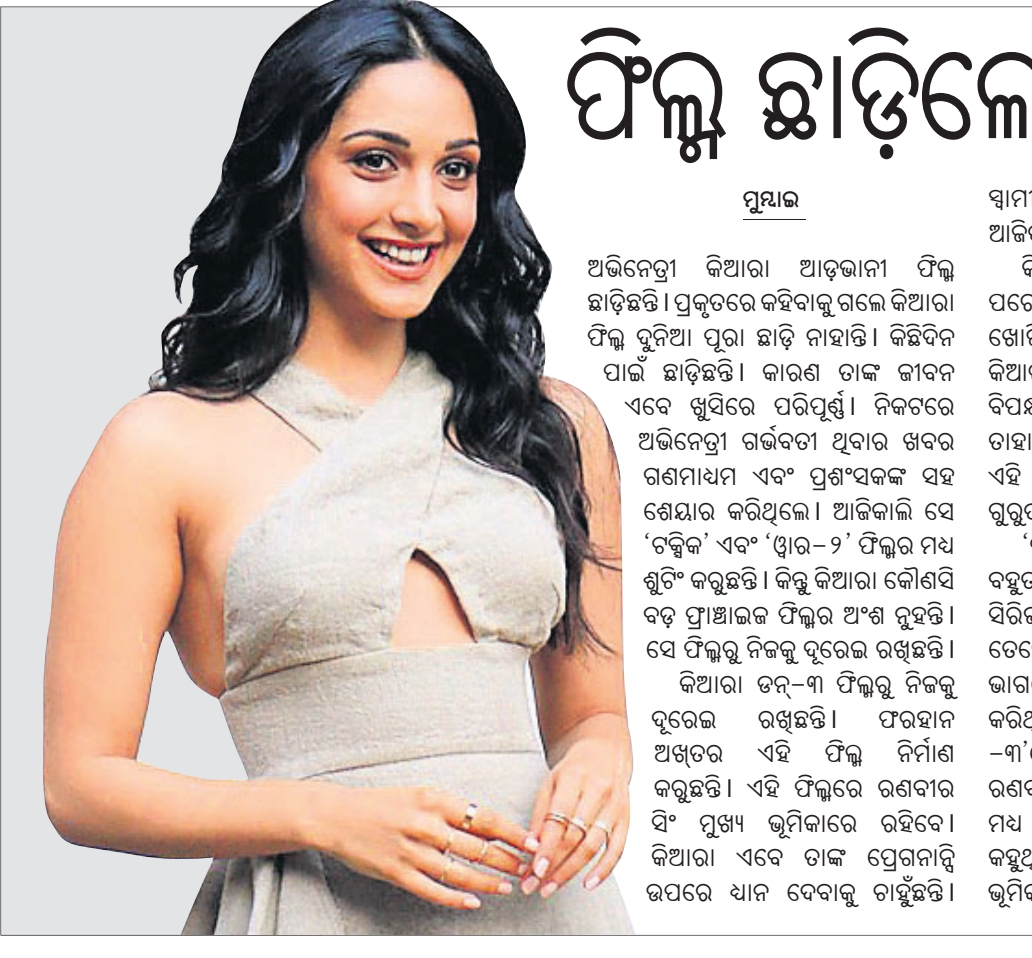 ଫିଲ୍ମ ଛାଡ଼ିଲେ
ମୁମ୍ବାଇ
ଅଭିନେତ୍ରୀ କିଆରା ଆଡ଼ଭାନୀ ଫିଲ୍ମ
ଛାଡ଼ିଛନ୍ତି । ପ୍ରକୃତରେ କହିବାକୁ ଗଲେ କିଆରା
ଫିଲ୍ମ ଦୁନିଆ ପୂରା ଛାଡ଼ି ନାହାନ୍ତି । କିଛିଦିନ
ପାଇଁ ଛାଡ଼ିଛନ୍ତି । କାରଣ ତାଙ୍କ ଜୀବନ
ଏବେ ଖୁସିରେ ପରିପୂର୍ଣ୍ଣ । ନିକଟରେ
ଅଭିନେତ୍ରୀ ଗର୍ଭବତୀ ଥିବାର ଖବର
ଗଣମାଧ୍ୟମ ଏବଂ ପ୍ରଶଂସକଙ୍କ ସହ
ଶେୟାର କରିଥିଲେ । ଆଜିକାଲି ସେ
‘ଟକ୍ସିକ’ ଏବଂ ‘ୱାର–୨’ ଫିଲ୍ମର ମଧ୍ୟ
ଶୁଟିଂ କରୁଛନ୍ତି । କିନ୍ତୁ କିଆରା କୌଣସି
ବଡ଼ ଫ୍ରାଞ୍ଚାଇଜ ଫିଲ୍ମର ଅଂଶ ନୁହନ୍ତି ।
ସେ ଫିଲ୍ମରୁ ନିଜକୁ ଦୂରେଇ ରଖିଛନ୍ତି ।
କିଆରା ଡନ୍–୩ ଫିଲ୍ମରୁ ନିଜକୁ
ଦୂରେଇ ରଖିଛନ୍ତି । ଫରହାନ
ଅଖ୍ତର ଏହି ଫିଲ୍ମ ନିର୍ମାଣ
କରୁଛନ୍ତି । ଏହି ଫିଲ୍ମରେ ରଣବୀର
ସିଂ ମୁଖ୍ୟ ଭୂମିକାରେ ରହିବେ ।
କିଆରା ଏବେ ତାଙ୍କ ପ୍ରେଗନାନ୍ସି
ଉପରେ ଧ୍ୟାନ ଦେବାକୁ ଚାହୁଁଛନ୍ତି ।
ସ୍ୱାମୀ
ଏହି
–୩’
ମଧ୍ୟ